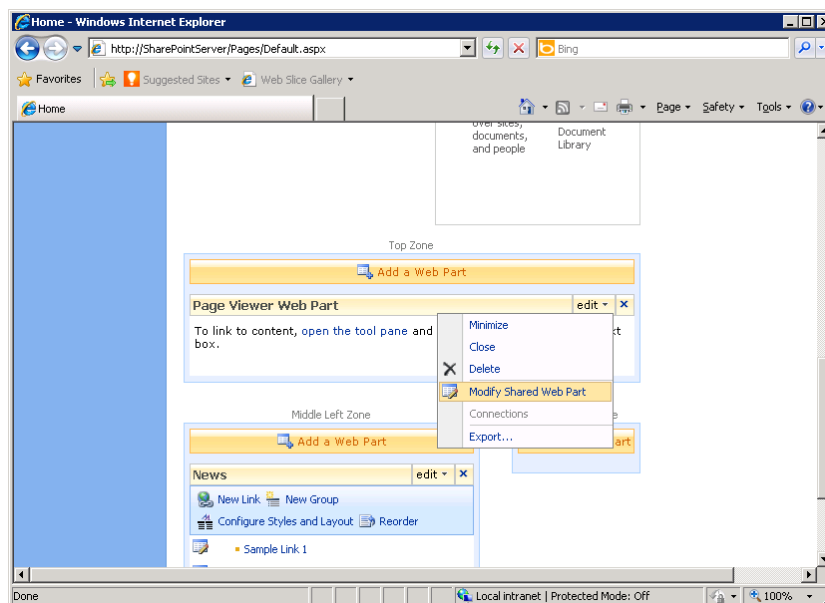 Home - Windows Internet Explorer
http://SharePointServer/Pages/Default.aspx
Bing
Favorites
Suggested Sites
Web Slice Gallery
Home
Page
Safety
Tools
over sites,
documents,
and people
Document
Library
Top Zone
Add a Web Part
Page Viewer Web Part
edit
To link to content, open the tool pane and
box.
Minimize
Close
Delete
Modify Shared Web Part
Connections
Export...
Middle Left Zone
Add a Web Part
News
edit
New Link
New Group
Configure Styles and Layout
Reorder
Sample Link 1
Done
Local intranet | Protected Mode: Off
100%